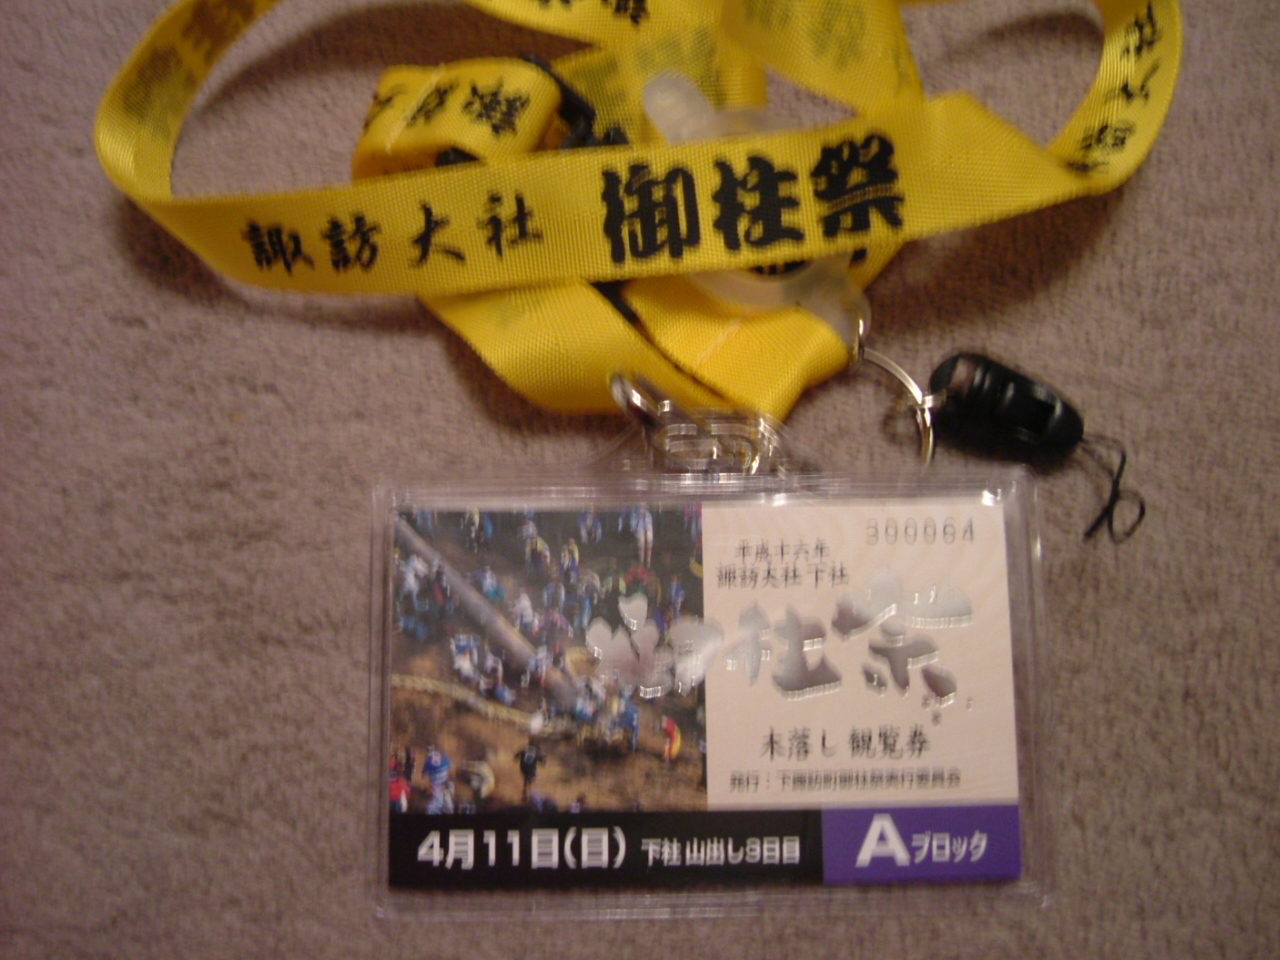 諏訪大社 御柱祭
300064
平成十六年
諏訪大社下社
御柱祭
木落し 観覧券
発行:下諏訪町御柱祭実行委員会
4月11日(日) 下社 山出し3日目
Aブロック